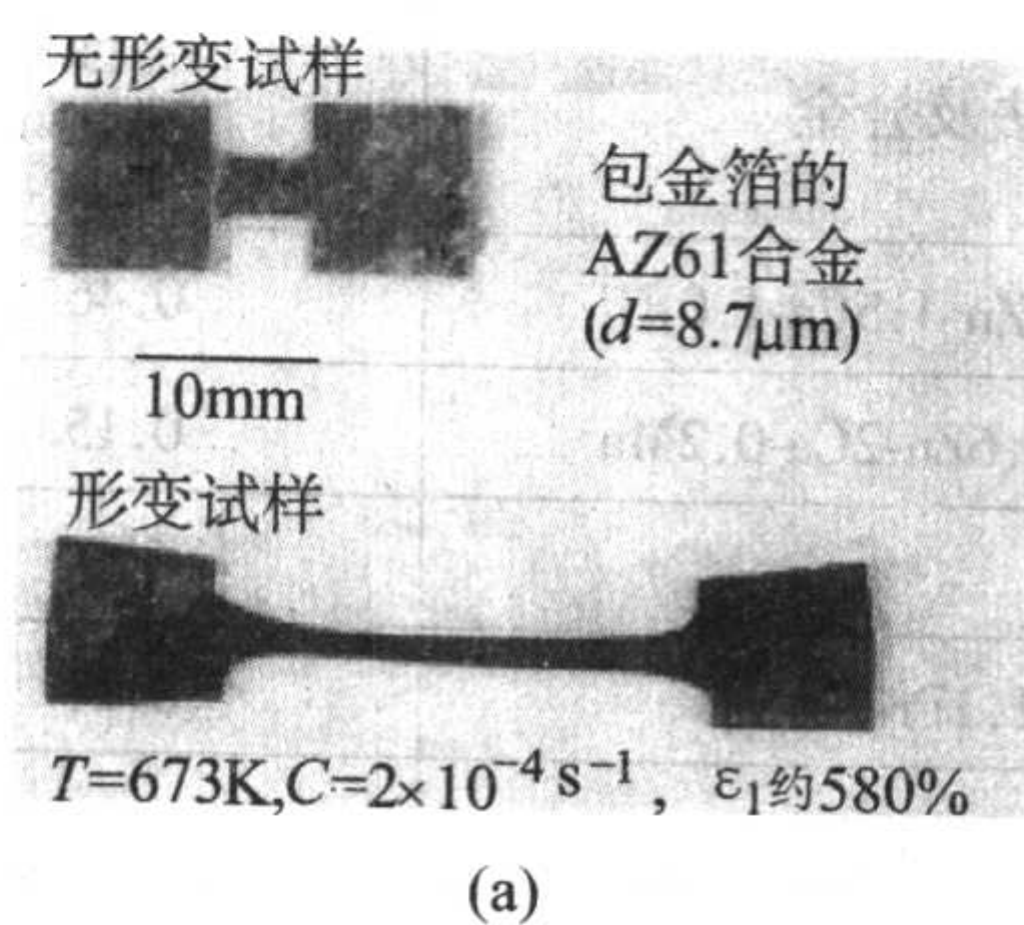 无形变试样
包金箔的
AZ61合金
(d=8.7μm)
10mm
形变试样
T=673K,C=2×10⁻⁴ s⁻¹, ε₁约580%
(a)